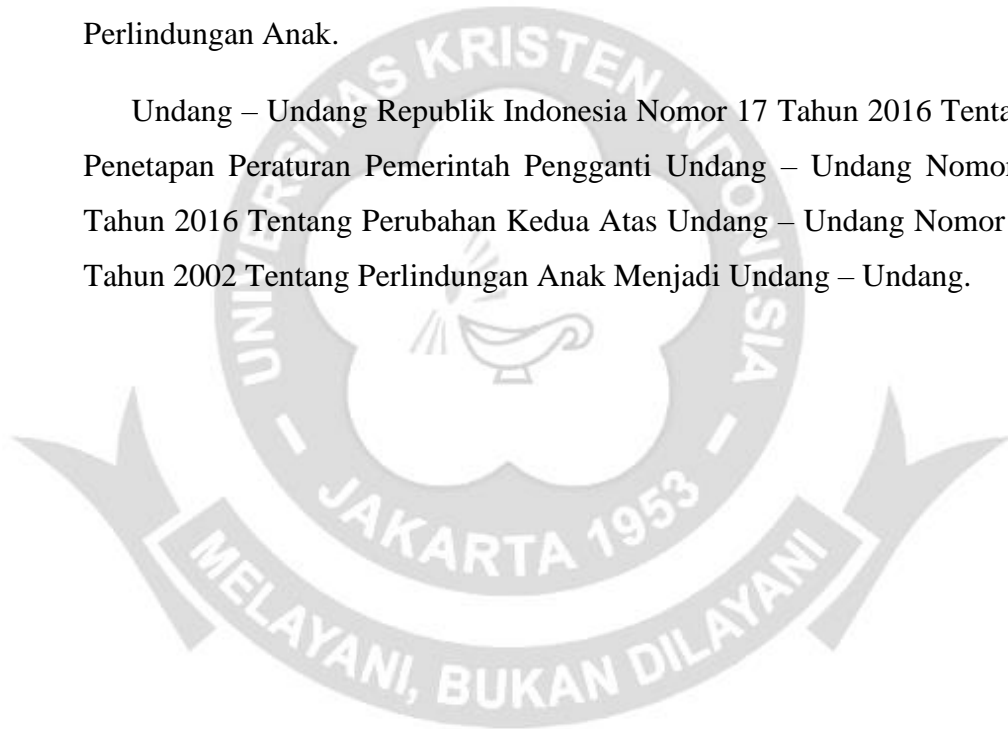 Perlindungan Anak.
Undang – Undang Republik Indonesia Nomor 17 Tahun 2016
Penetapan Peraturan Pemerintah Pengganti Undang – Undang
Tahun 2016 Tentang Perubahan Kedua Atas Undang – Undang Nomor
Tahun 2002 Tentang Perlindungan Anak Menjadi Undang – Undang.
UNIVERSITAS KRISTEN INDONESIA
– JAKARTA 1953 –
MELAYANI, BUKAN DILAYANI